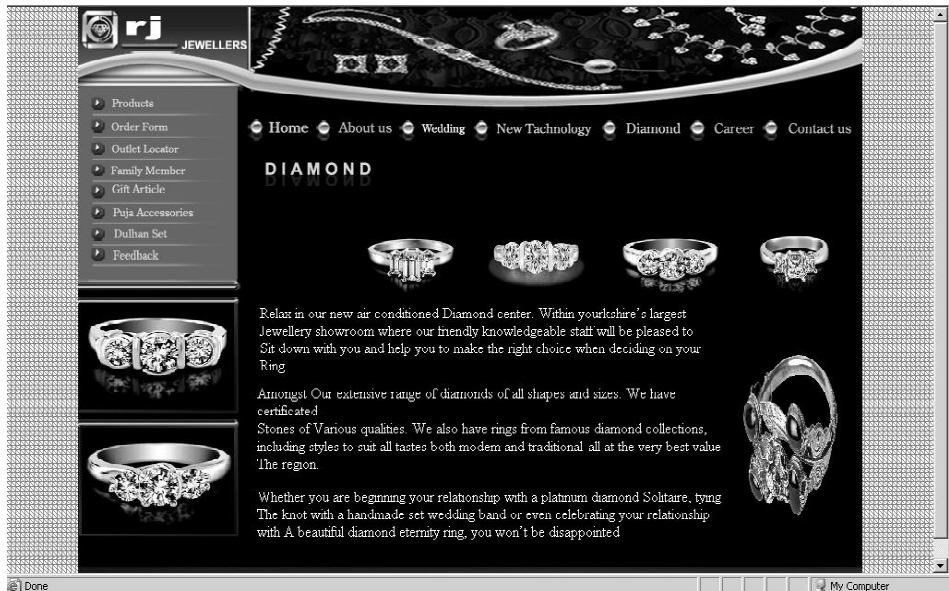 rj
JEWELLERS
Products
Order Form
Outlet Locator
Family Member
Gift Article
Puja Accessories
Dulhan Set
Feedback
Home About us Wedding New Tachnology Diamond Career Contact us
DIAMOND
Relax in our new air conditioned Diamond center. Within yourkshire's largest
Jewellery showroom where our friendly knowledgeable staff will be pleased to
Sit down with you and help you to make the right choice when deciding on your
Ring
Amongst Our extensive range of diamonds of all shapes and sizes. We have
certificated
Stones of Various qualities. We also have rings from famous diamond collections,
including styles to suit all tastes both modem and traditional all at the very best value
The region.
Whether you are beginning your relationship with a platinum diamond Solitaire, tying
The knot with a handmade set wedding band or even celebrating your relationship
with A beautiful diamond eternity ring, you won't be disappointed
Done My Computer